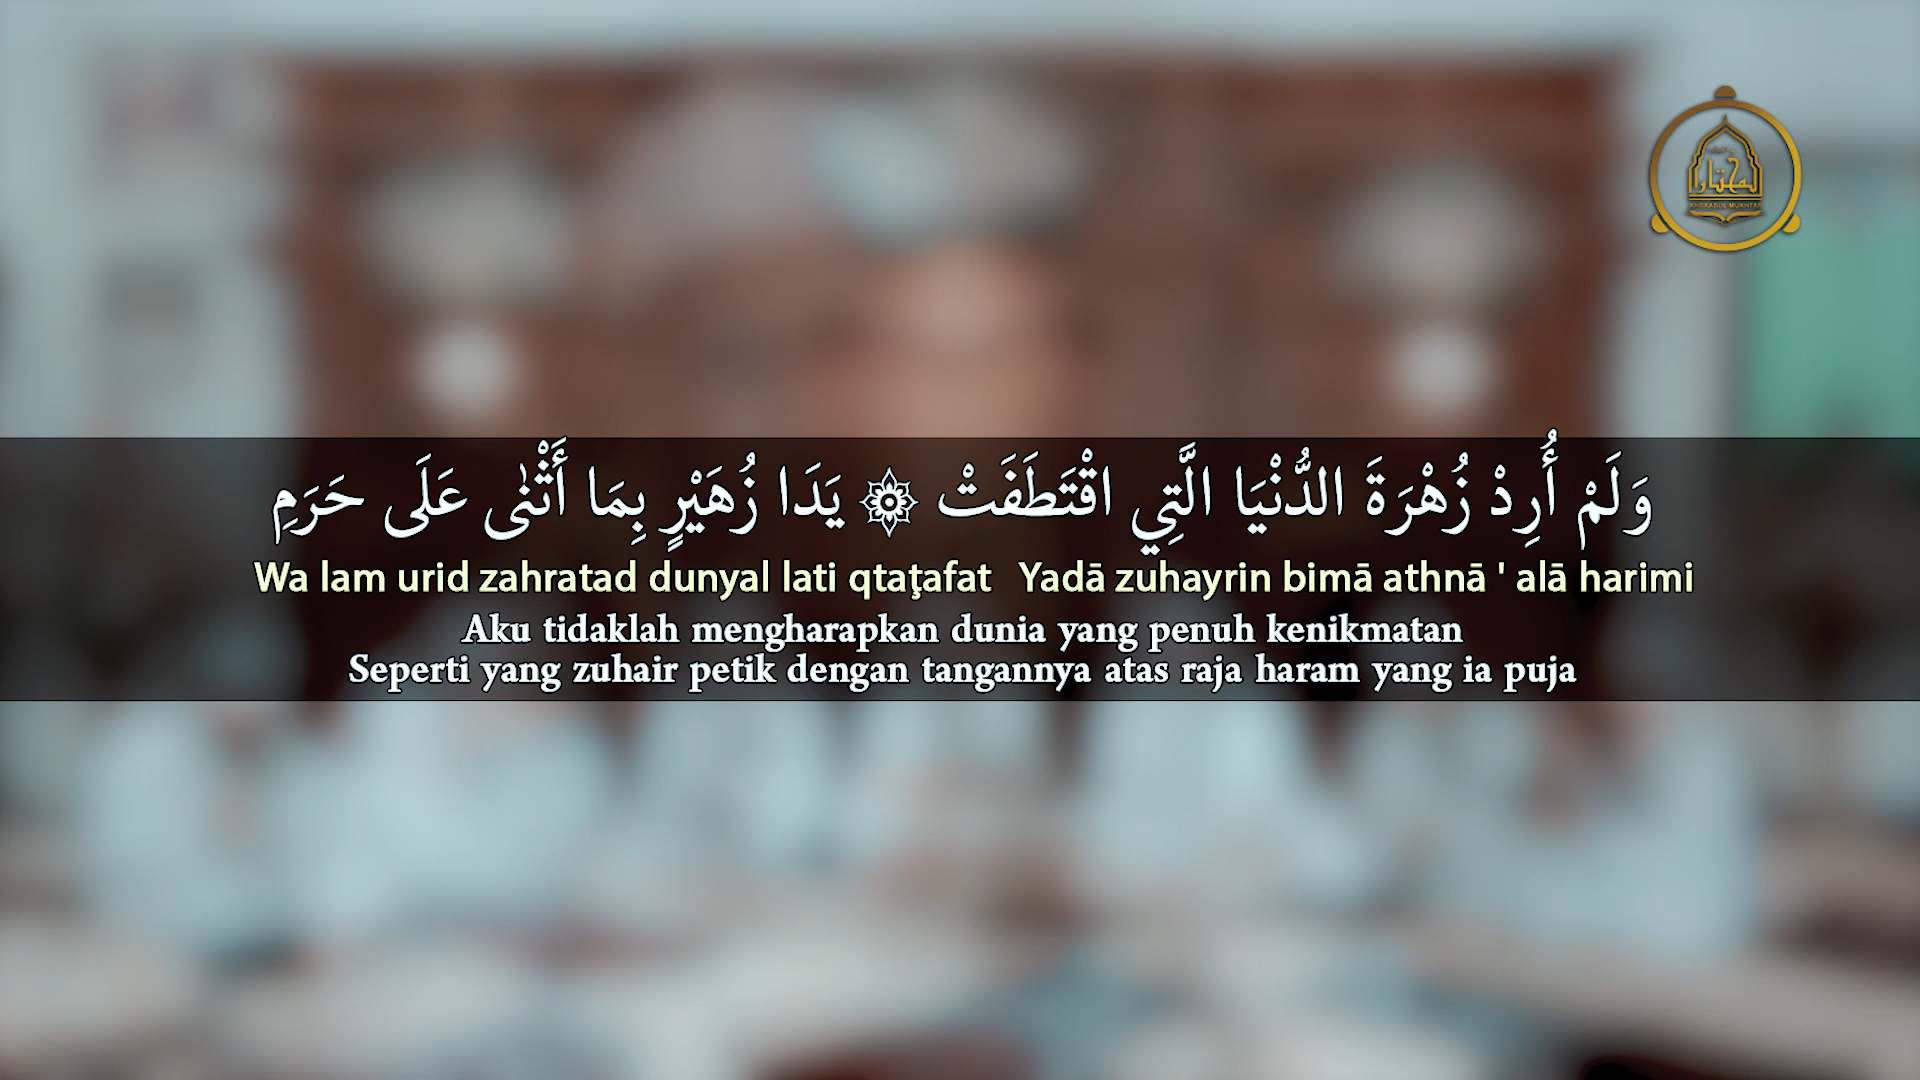 وَلَمْ أُرِدْ زُهْرَةَ الدُّنْيَا الَّتِي اقْتَطَفَتْ ۞ يَدَا زُهَيْرٍ بِمَا أَثْنٰى عَلَى حَرَمِ
Wa lam urid zahratad dunyal lati qtaţafat Yadā zuhayrin bimā athnā ' alā harimi
Aku tidaklah mengharapkan dunia yang penuh kenikmatan
Seperti yang zuhair petik dengan tangannya atas raja haram yang ia puja